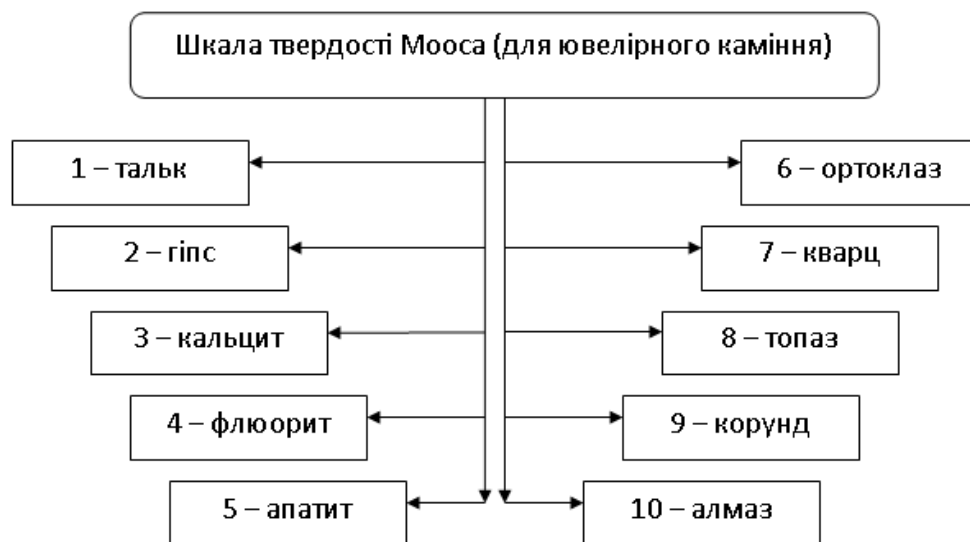 Шкала твердості Мооса (для ювелірного каміння)
1 – тальк
2 – гіпс
3 – кальцит
4 – флюорит
5 – апатит
6 – ортоклаз
7 – кварц
8 – топаз
9 – корунд
10 – алмаз